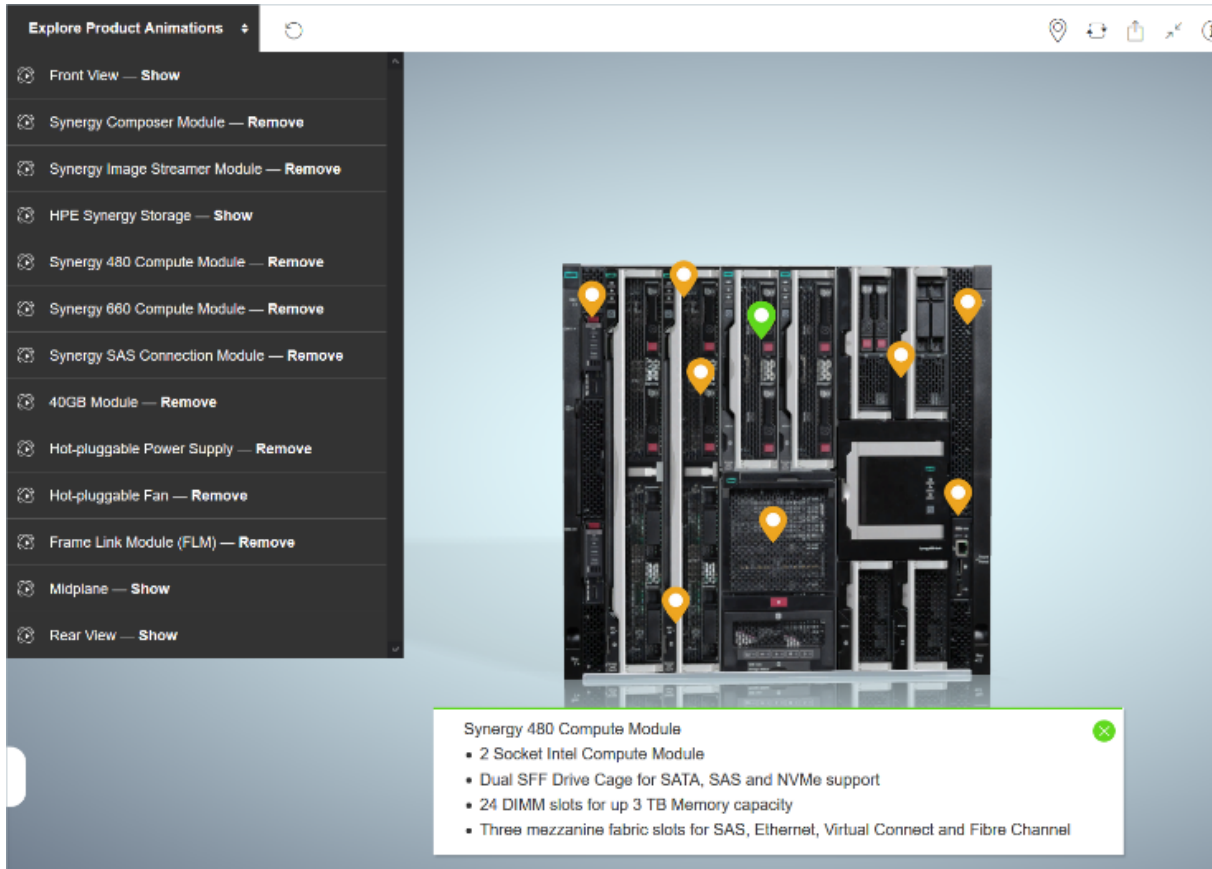 Explore Product Animations
Front View — Show
Synergy Composer Module — Remove
Synergy Image Streamer Module — Remove
HPE Synergy Storage — Show
Synergy 480 Compute Module — Remove
Synergy 660 Compute Module — Remove
Synergy SAS Connection Module — Remove
40GB Module — Remove
Hot-pluggable Power Supply — Remove
Hot-pluggable Fan — Remove
Frame Link Module (FLM) — Remove
Midplane — Show
Rear View — Show
Synergy 480 Compute Module
• 2 Socket Intel Compute Module
• Dual SFF Drive Cage for SATA, SAS and NVMe support
• 24 DIMM slots for up 3 TB Memory capacity
• Three mezzanine fabric slots for SAS, Ethernet, Virtual Connect and Fibre Channel